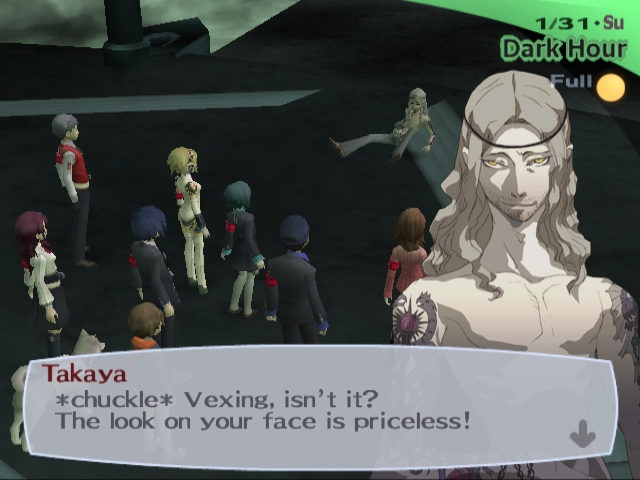 1/31・Su
Dark Hour
Full
Takaya
*chuckle* Vexing, isn't it?
The look on your face is priceless!